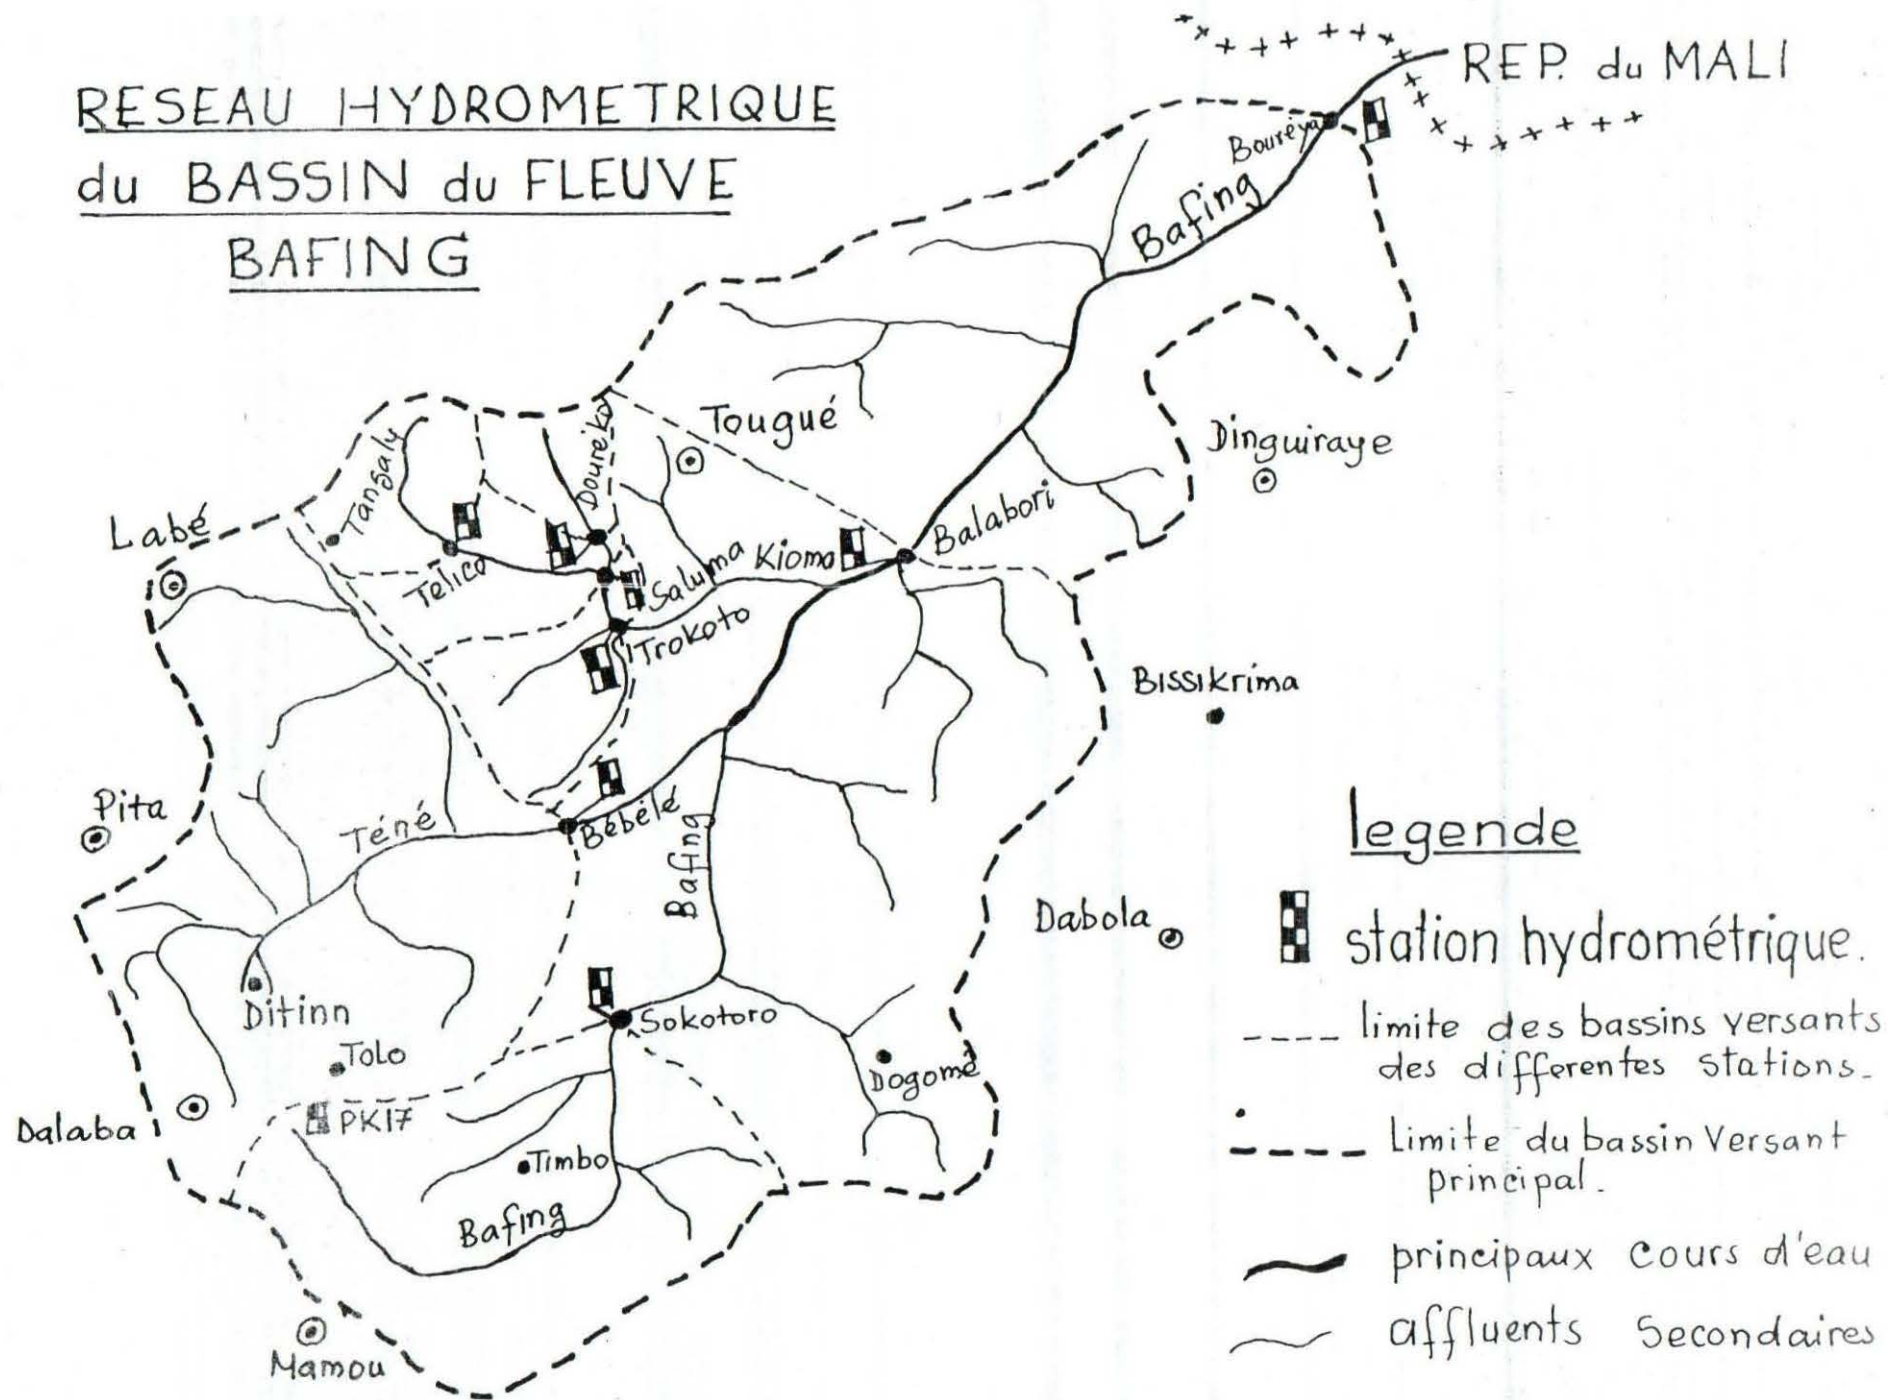 RESEAU HYDROMETRIQUE
du BASSIN du FLEUVE
BAFING
REP. du MALI
Bouréya
Bafing
Tougué
Dinguiraye
Doureko
Tangaly
Labé
Télico
Saluma
Kioma
Balabori
Trokoto
Bissikrima
Pita
Téné
Bébélé
Bafing
Dabola
Ditinn
Tolo
Sokotoro
Dogomé
Dalaba
PK17
Timbo
Bafing
Mamou
legende
station hydrométrique.
limite des bassins versants
des differentes stations.
Limite du bassin Versant
principal.
principaux cours d'eau
affluents Secondaires